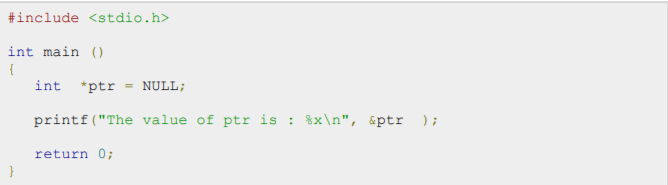 #include <stdio.h>
int main ()
{
int *ptr = NULL;
printf("The value of ptr is : %x\n", &ptr );
return 0;
}